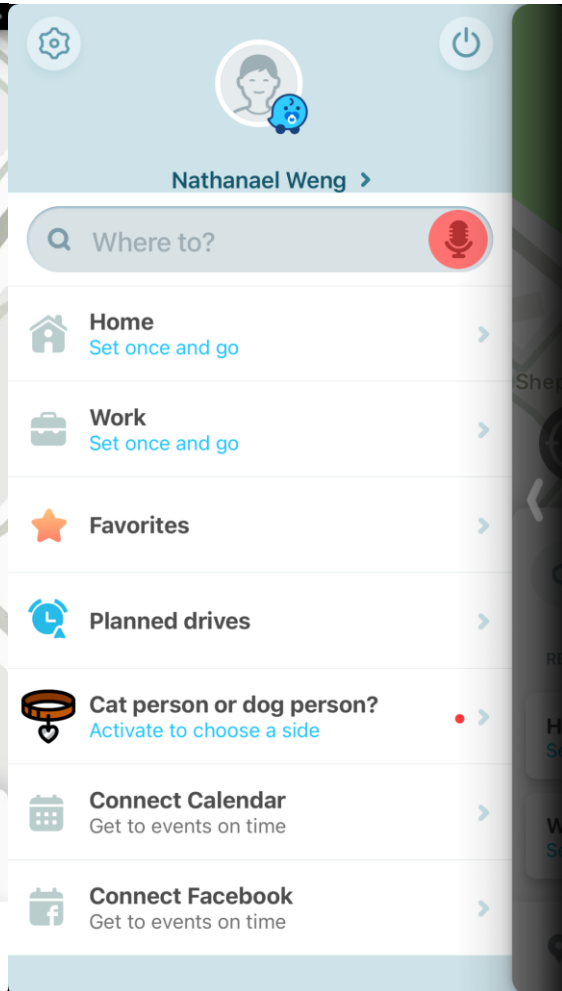 Nathanael Weng
Where to?
Home
Set once and go
Work
Set once and go
Favorites
Planned drives
Cat person or dog person?
Activate to choose a side
Connect Calendar
Get to events on time
Connect Facebook
Get to events on time